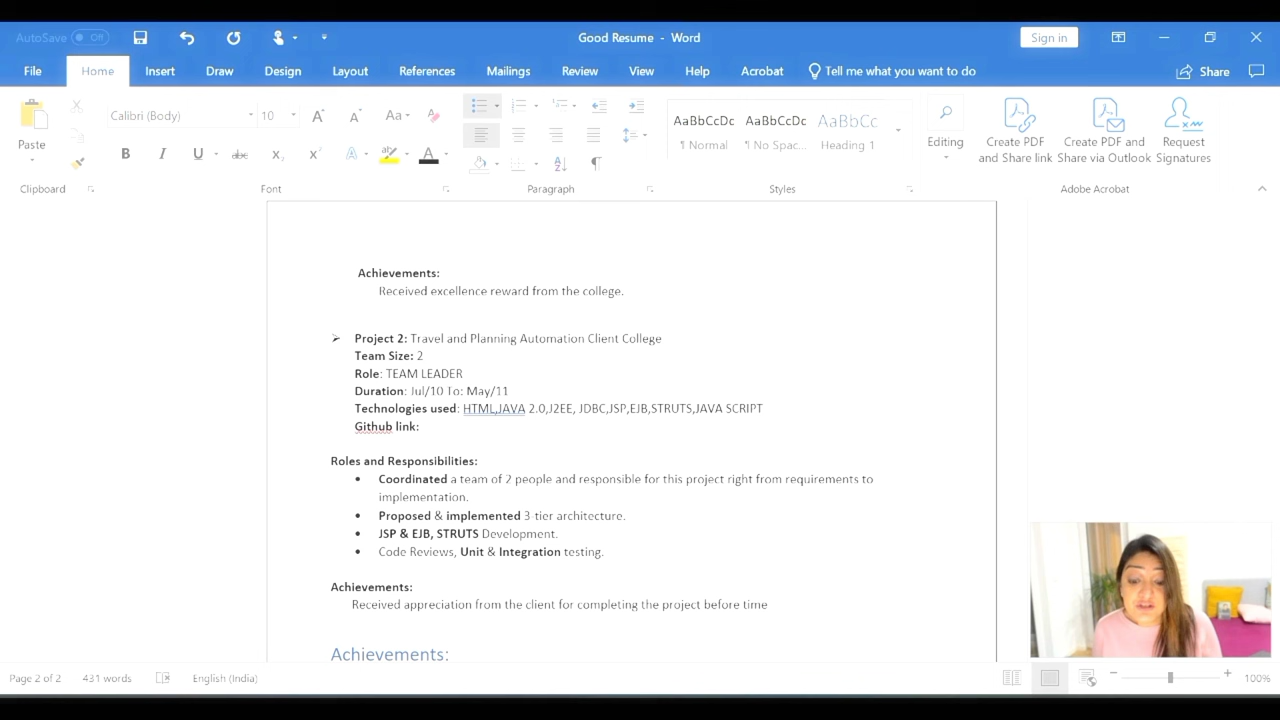 AutoSave Off
Good Resume - Word
Sign in
File Home Insert Draw Design Layout References Mailings Review View Help Acrobat Tell me what you want to do Share
Paste
Calibri (Body) 10 A A Aa
B I U abc x x A A
AaBbCcDc AaBbCcDc AaBbCc
¶ Normal ¶ No Spac... Heading 1
Editing
Create PDF and Share link
Create PDF and Share via Outlook
Request Signatures
Clipboard Font Paragraph Styles Adobe Acrobat
Achievements:
Received excellence reward from the college.
Project 2: Travel and Planning Automation Client College
Team Size: 2
Role: TEAM LEADER
Duration: Jul/10 To: May/11
Technologies used: HTML,JAVA 2.0,J2EE, JDBC,JSP,EJB,STRUTS,JAVA SCRIPT
Github link:
Roles and Responsibilities:
• Coordinated a team of 2 people and responsible for this project right from requirements to
implementation.
• Proposed & implemented 3-tier architecture.
• JSP & EJB, STRUTS Development.
• Code Reviews, Unit & Integration testing.
Achievements:
Received appreciation from the client for completing the project before time
Achievements:
Page 2 of 2 431 words English (India) 100%